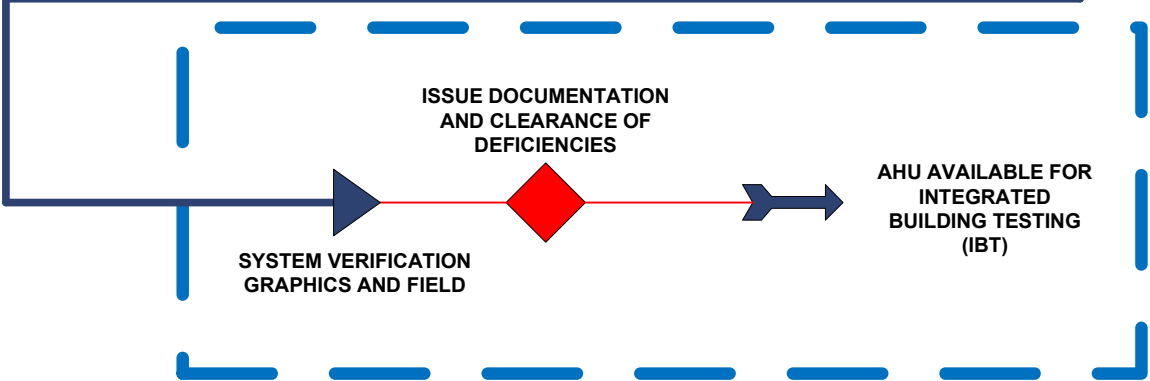 ISSUE DOCUMENTATION
AND CLEARANCE OF
DEFICIENCIES
AHU AVAILABLE FOR
INTEGRATED
BUILDING TESTING
(IBT)
SYSTEM VERIFICATION
GRAPHICS AND FIELD